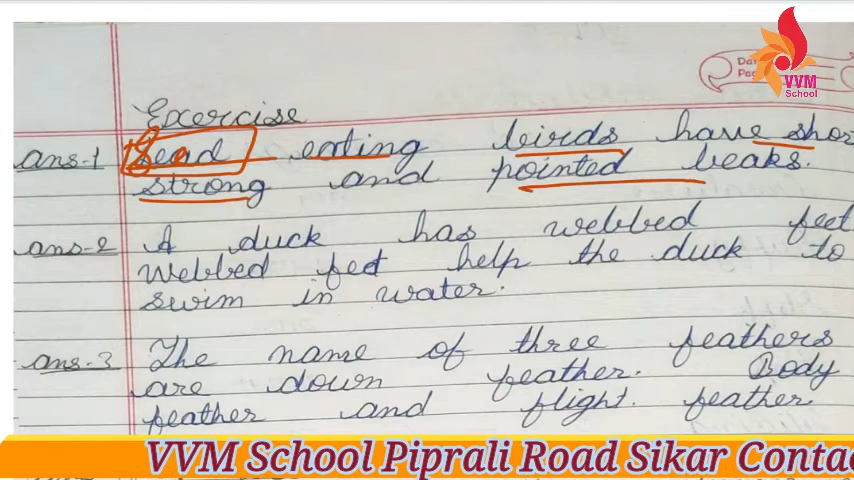 VVM
School
Exercise
ans-1 Sead eating birds have shor
strong and pointed beaks.
ans-2 A duck has webbed feet
webbed feet help the duck to
swim in water.
ans-3 The name of three feathers
are down feather. Body
feather and flight. feather.
VVM School Piprali Road Sikar Contac